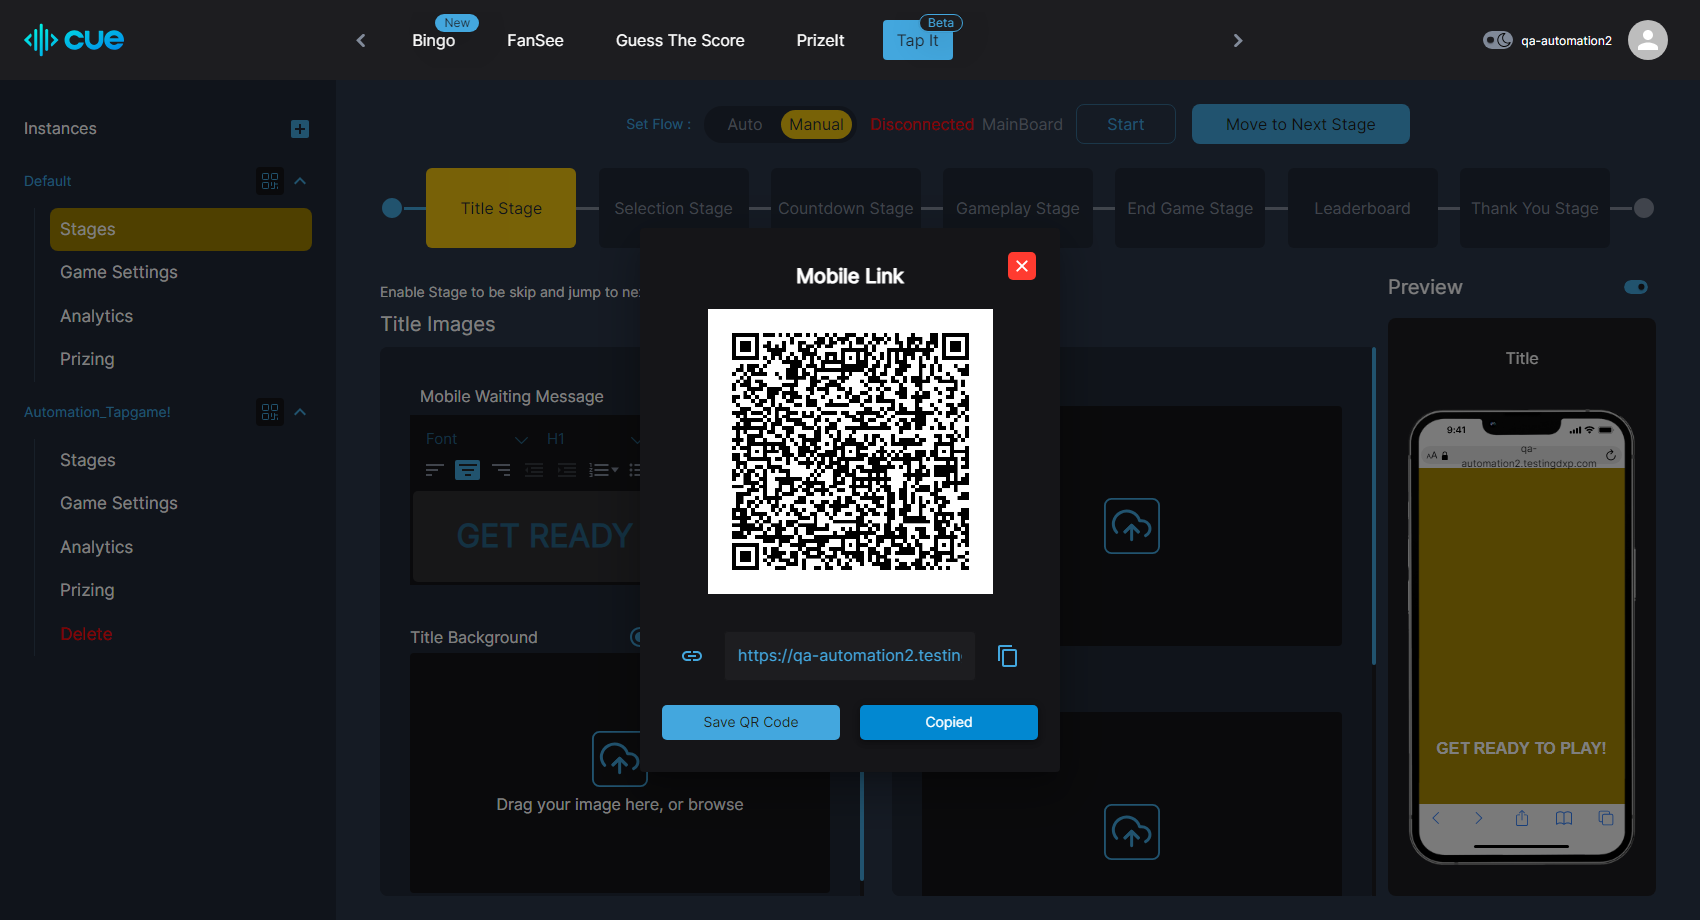 cue
New
Bingo
FanSee
Guess The Score
PrizeIt
Beta
Tap It
qa-automation2
Instances
Default
Stages
Game Settings
Analytics
Prizing
Automation_Tapgame!
Stages
Game Settings
Analytics
Prizing
Delete
Set Flow :
Auto
Manual
Disconnected
MainBoard
Start
Move to Next Stage
Title Stage
Selection Stage
Countdown Stage
Gameplay Stage
End Game Stage
Leaderboard
Thank You Stage
Enable Stage to be skip and jump to ne
Title Images
Mobile Waiting Message
Font
H1
GET READY
Title Background
Drag your image here, or browse
Mobile Link
https://qa-automation2.testin
Save QR Code
Copied
Preview
Title
9:41
AA
qa-
automation2.testingdxp.com
GET READY TO PLAY!